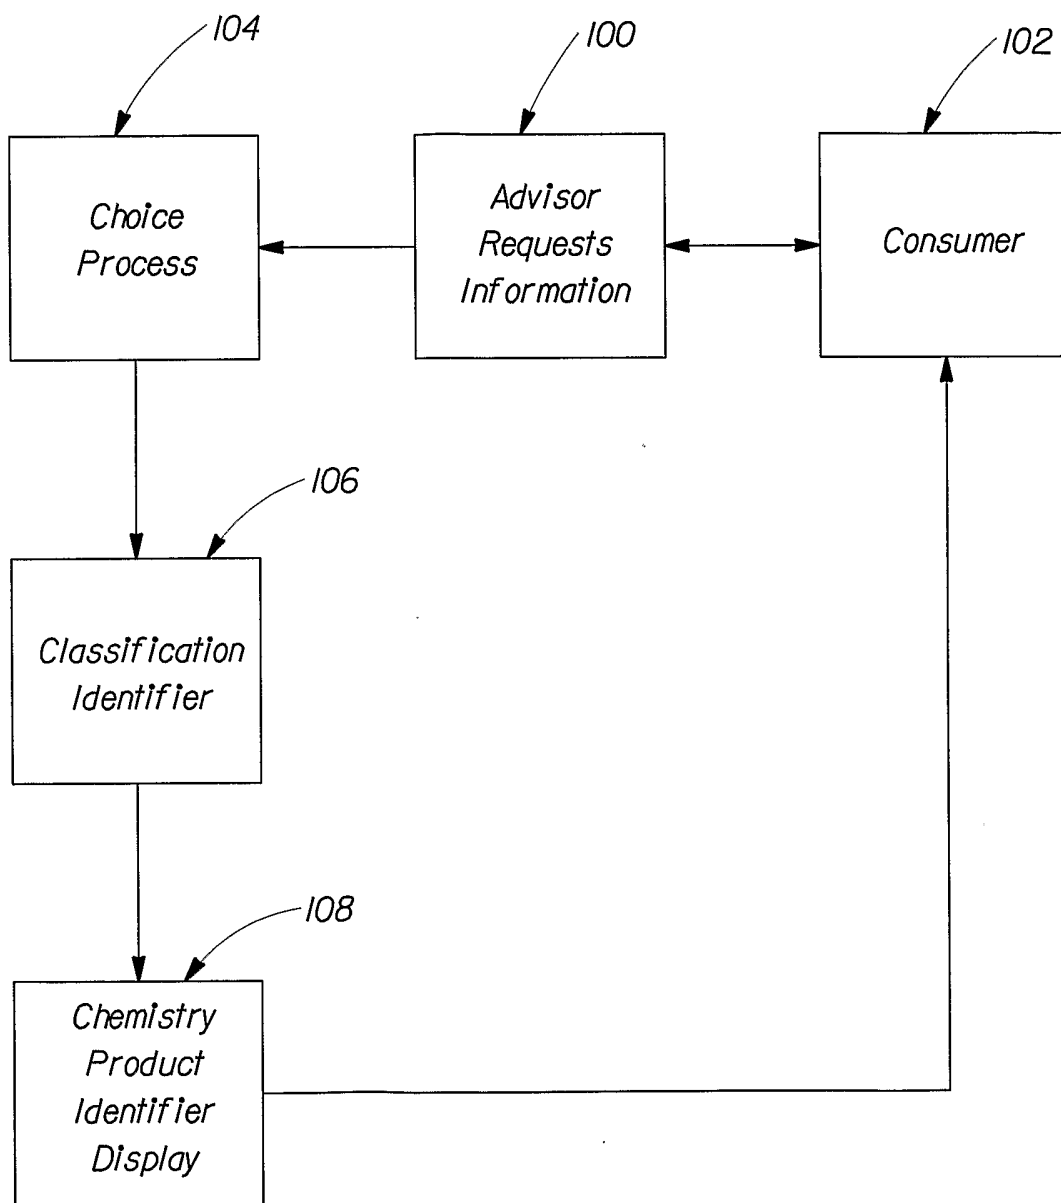 104
100
102
Choice
Process
Advisor
Requests
Information
Consumer
106
Classification
Identifier
108
Chemistry
Product
Identifier
Display